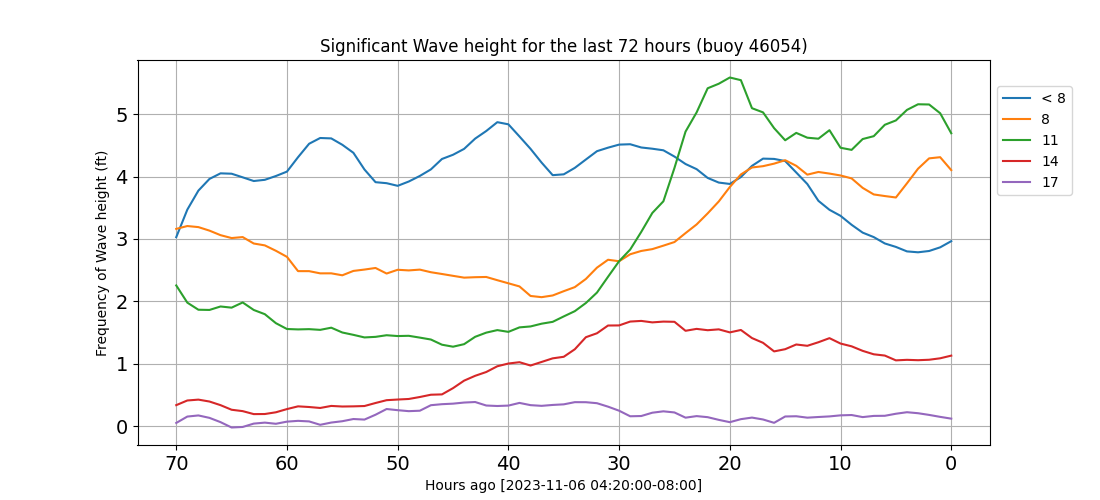 Significant Wave height for the last 72 hours (buoy 46054)
Frequency of Wave height (ft)
5
4
3
2
1
0
70 60 50 40 30 20 10 0
Hours ago [2023-11-06 04:20:00-08:00]
< 8
8
11
14
17